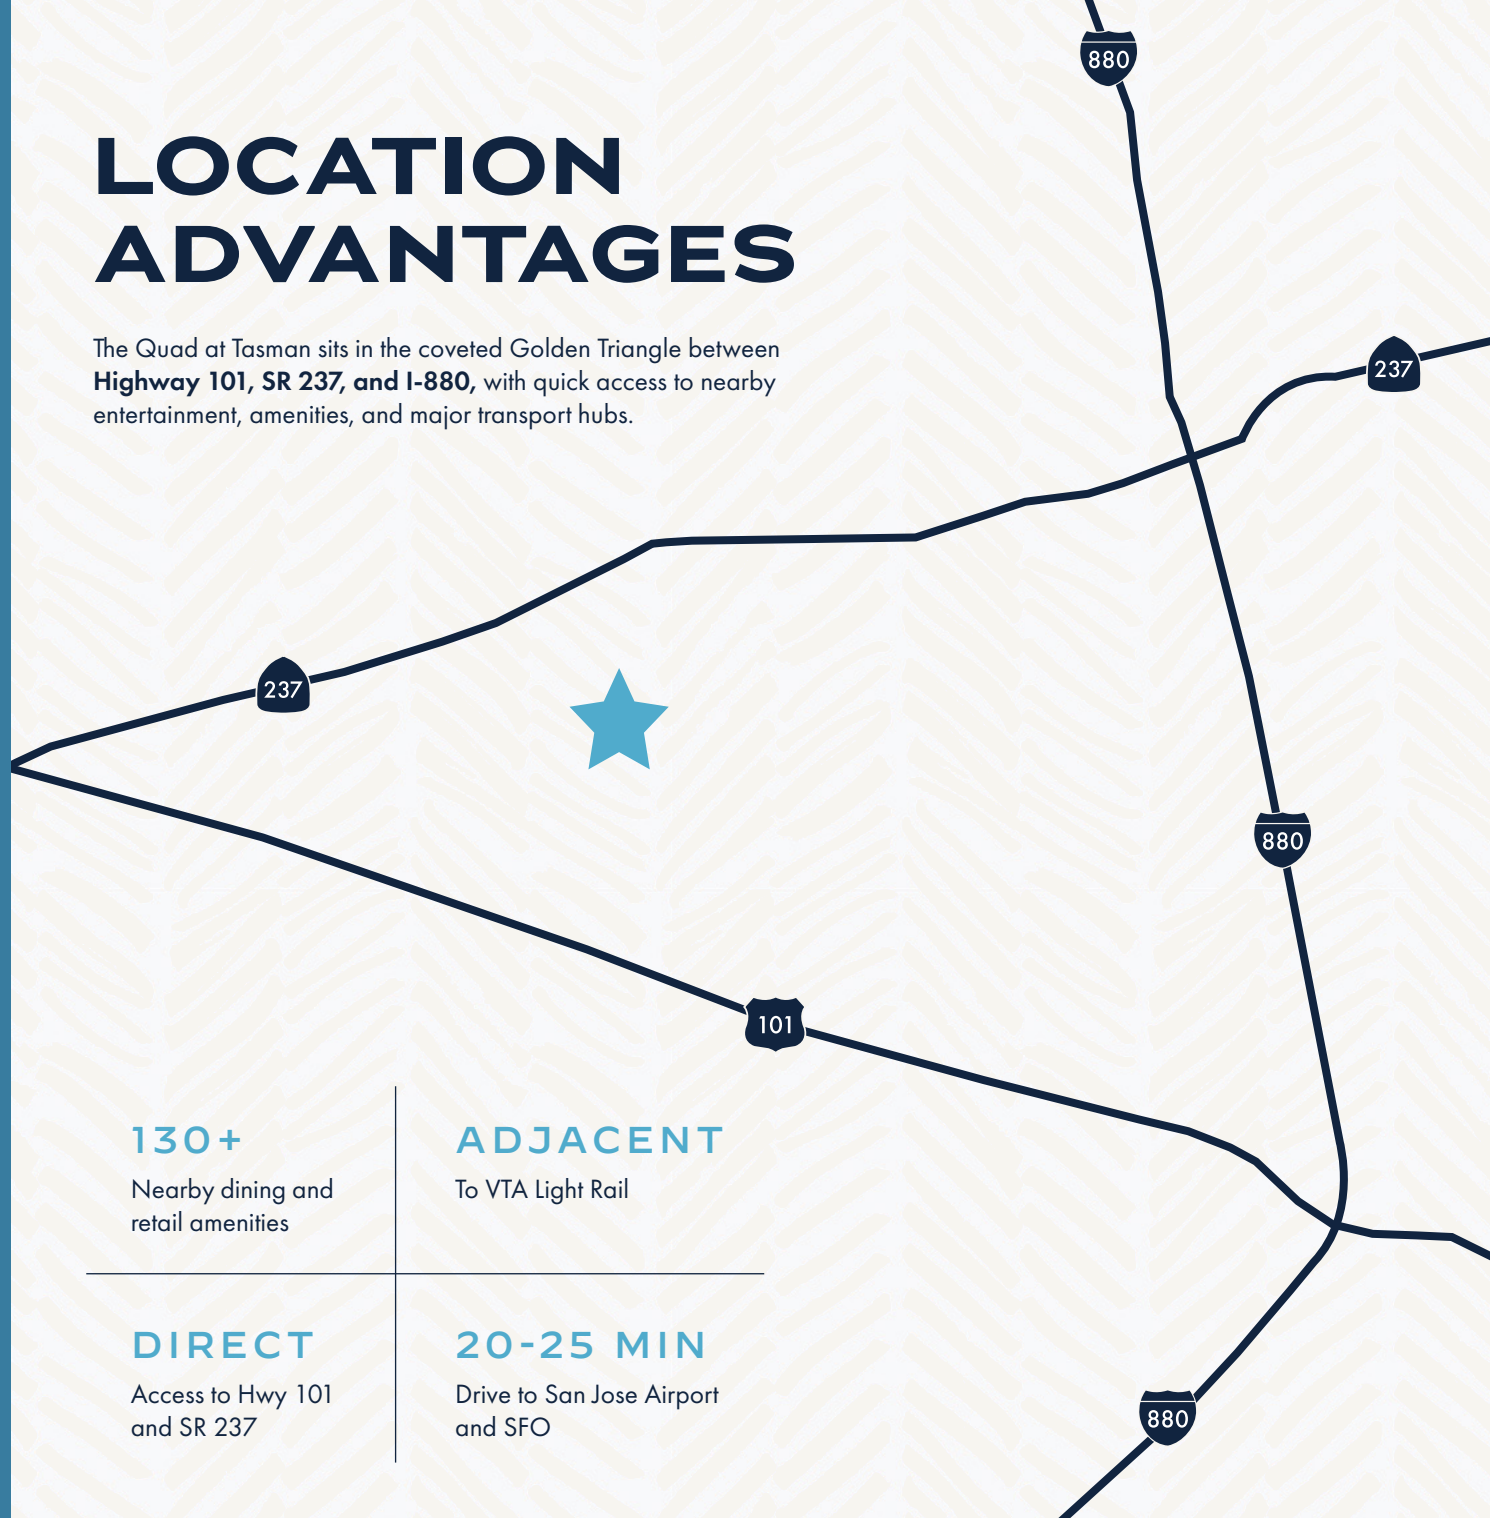 LOCATION
ADVANTAGES
The Quad at Tasman sits in the coveted Golden Triangle between
Highway 101, SR 237, and I-880, with quick access to nearby
entertainment, amenities, and major transport hubs.
880
237
237
880
101
130+
Nearby dining and
retail amenities
ADJACENT
To VTA Light Rail
DIRECT
Access to Hwy 101
and SR 237
20-25 MIN
Drive to San Jose Airport
and SFO
880